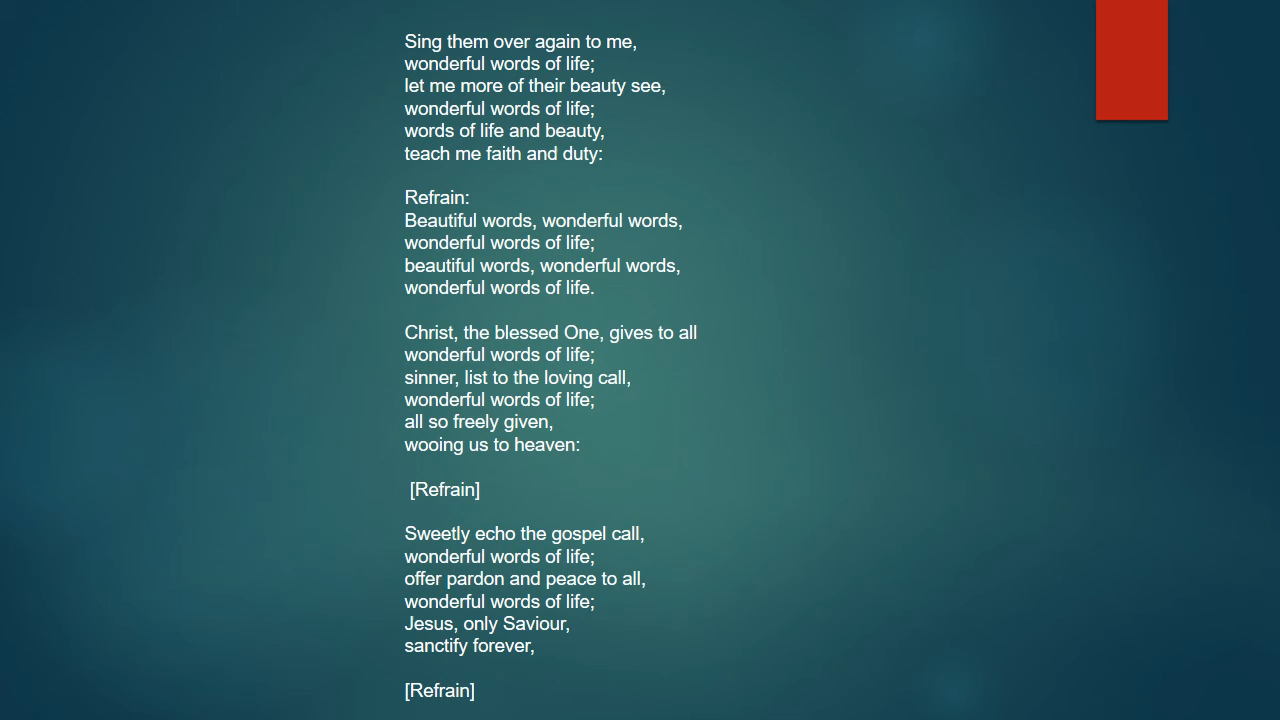 Sing them over again to me,
wonderful words of life;
let me more of their beauty see,
wonderful words of life;
words of life and beauty,
teach me faith and duty:
Refrain:
Beautiful words, wonderful words,
wonderful words of life;
beautiful words, wonderful words,
wonderful words of life.
Christ, the blessed One, gives to all
wonderful words of life;
sinner, list to the loving call,
wonderful words of life;
all so freely given,
wooing us to heaven:
[Refrain]
Sweetly echo the gospel call,
wonderful words of life;
offer pardon and peace to all,
wonderful words of life;
Jesus, only Saviour,
sanctify forever,
[Refrain]